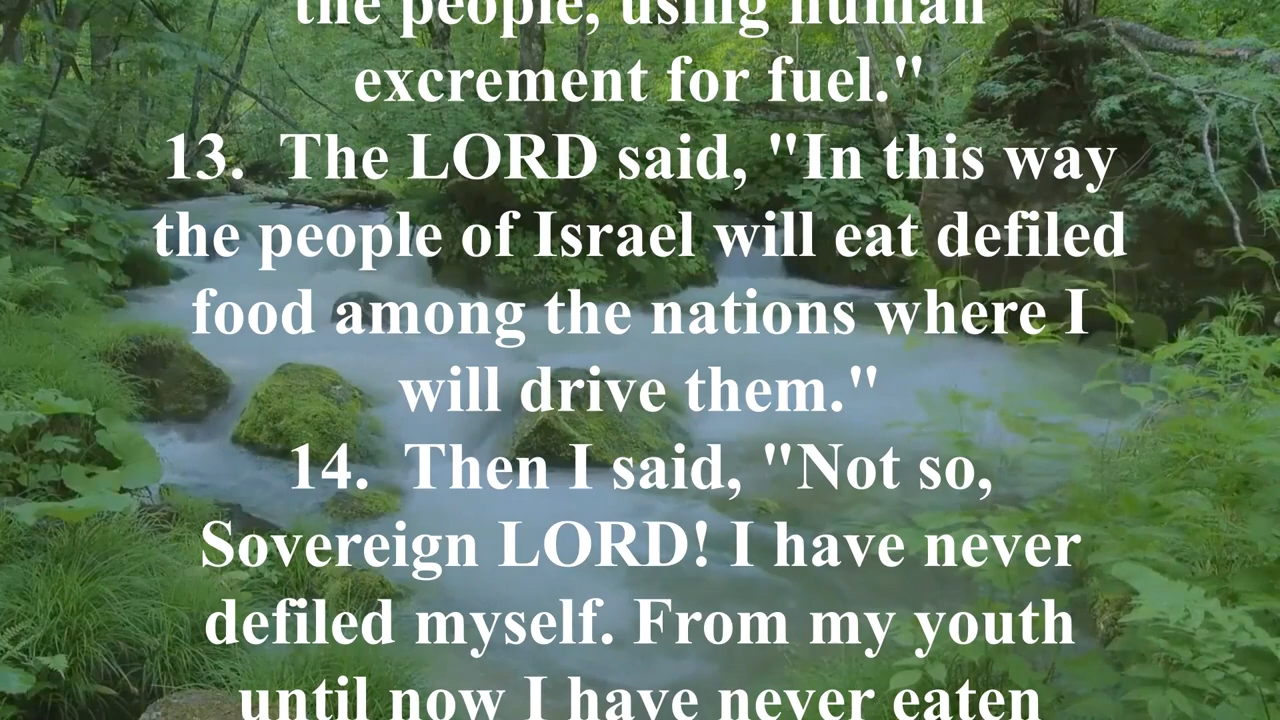 the people, using human
excrement for fuel."
13.  The LORD said, "In this way
the people of Israel will eat defiled
food among the nations where I
will drive them."
14.  Then I said, "Not so,
Sovereign LORD! I have never
defiled myself. From my youth
until now I have never eaten